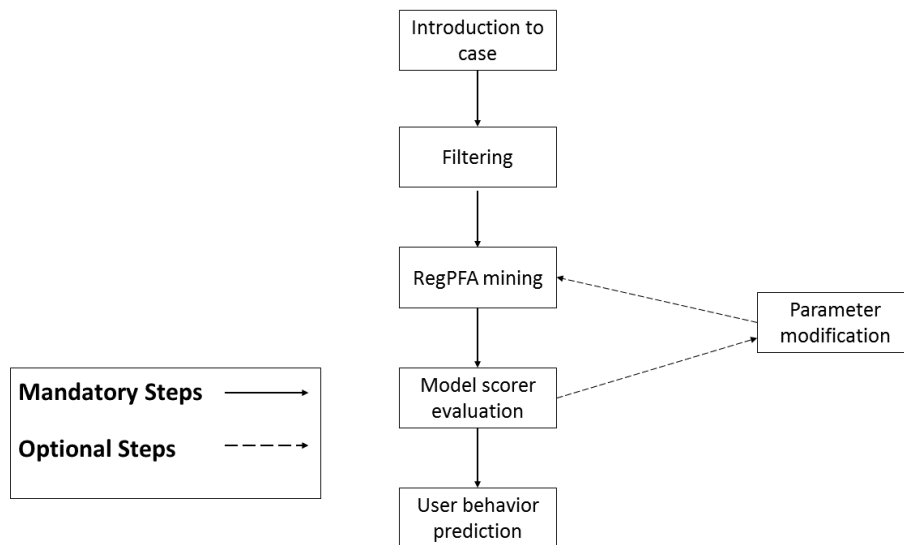 Introduction to
case
Filtering
RegPFA mining
Parameter
modification
Model scorer
evaluation
User behavior
prediction
Mandatory Steps
Optional Steps